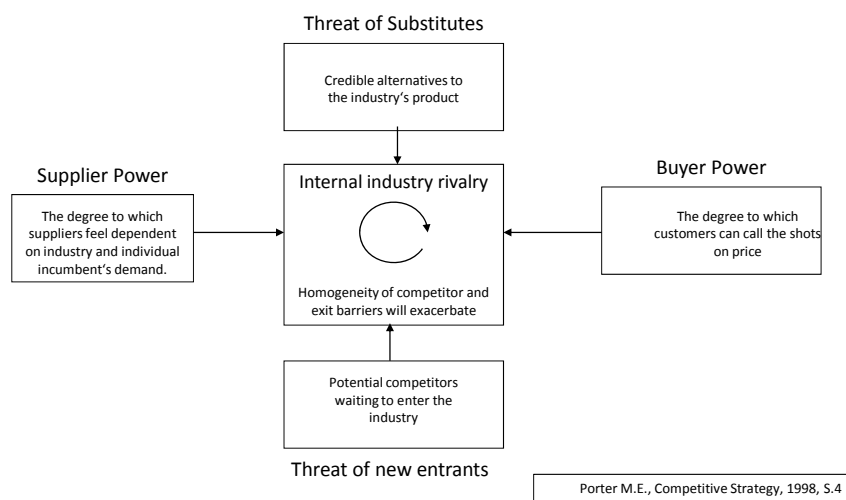 Threat of Substitutes
Credible alternatives to
the industry's product
Supplier Power
The degree to which
suppliers feel dependent
on industry and individual
incumbent's demand.
Internal industry rivalry
Homogeneity of competitor and
exit barriers will exacerbate
Buyer Power
The degree to which
customers can call the shots
on price
Potential competitors
waiting to enter the
industry
Threat of new entrants
Porter M.E., Competitive Strategy, 1998, S.4